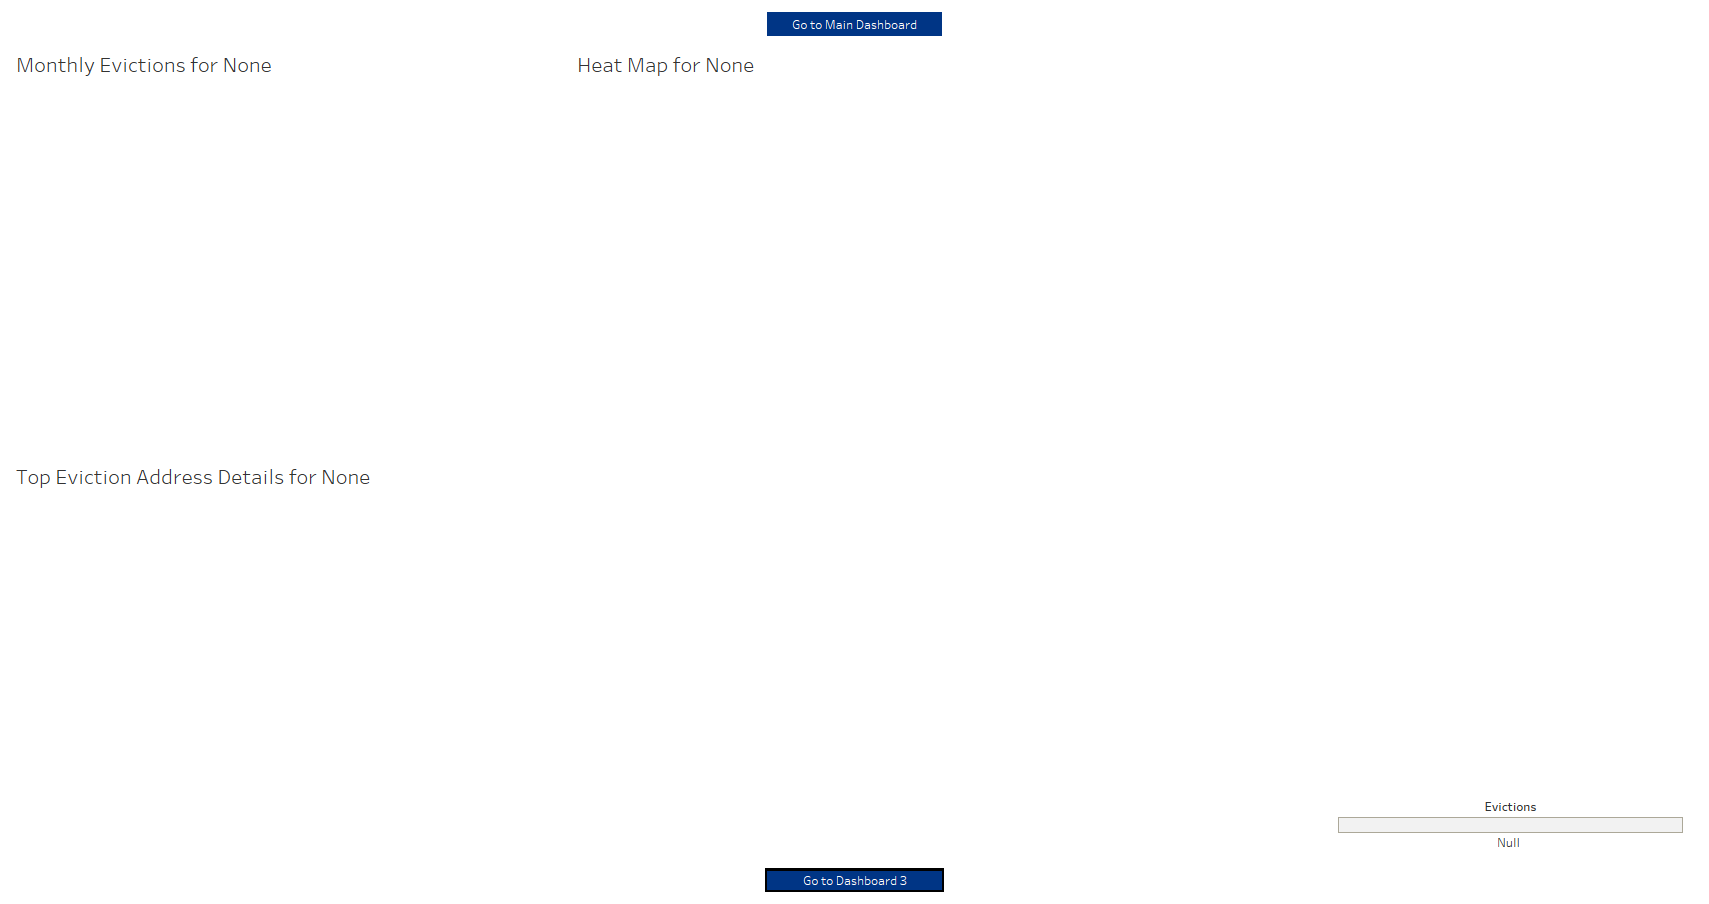 Go to Main Dashboard
Monthly Evictions for None
Heat Map for None
Top Eviction Address Details for None
Evictions
Null
Go to Dashboard 3